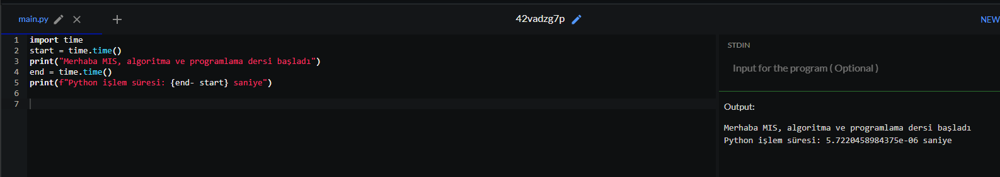 main.py
42vadzg7p
NEW
1 import time
2 start = time.time()
3 print("Merhaba MIS, algoritma ve programlama dersi başladı")
4 end = time.time()
5 print(f"Python işlem süresi: {end- start} saniye")
6
7
STDIN
Input for the program ( Optional )
Output:
Merhaba MIS, algoritma ve programlama dersi başladı
Python işlem süresi: 5.7220458984375e-06 saniye